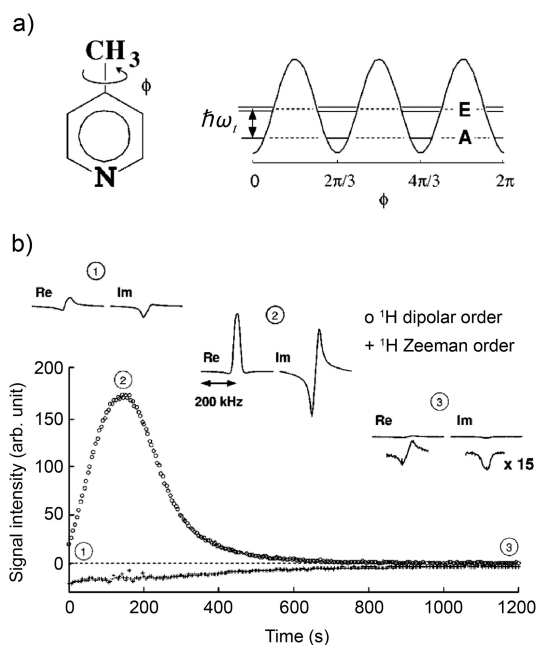 a)
CH3
ϕ
N
ℏωt
E
A
0 2π/3 4π/3 2π
ϕ
b)
1
Re Im
2
Re Im
200 kHz
o ¹H dipolar order
+ ¹H Zeeman order
3
Re Im
x 15
Signal intensity (arb. unit)
200
150
100
50
0
2
1
3
0 200 400 600 800 1000 1200
Time (s)